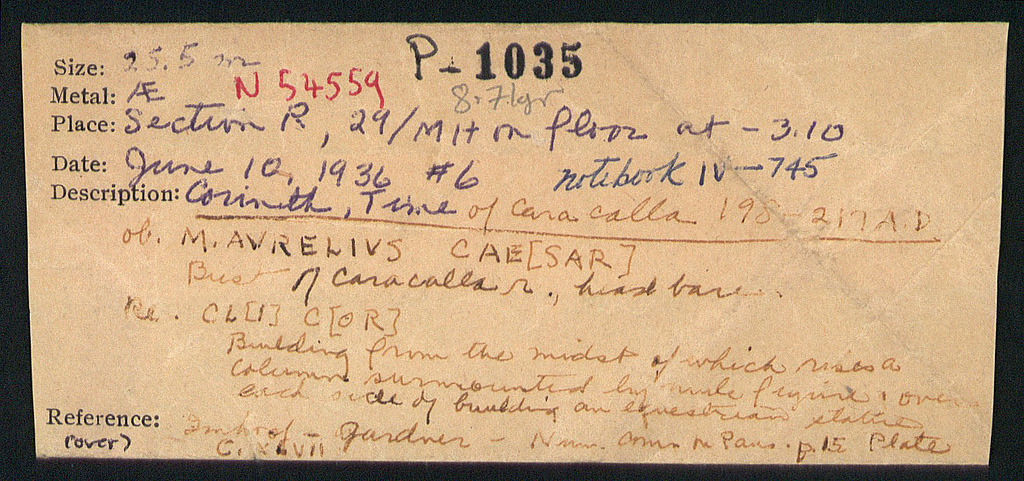 Size: 25.5 m P-1035
Metal: Æ N 54559 8.71gr
Place: Section P., 29/MH on floor at -3.10
Date: June 10, 1936 #6 notebook IV-745
Description: Corinth, Time of Caracalla 198-217 A.D.
ob. M.AVRELIVS CAE[SAR]
Bust of Caracalla r., head bare.
Re. CL[I] C[OR]
Building from the midst of which rises a
column surmounted by nude figure; over
each side of building an equestrian statue
Reference: Imhoof - Gardner - Num. Com. on Paus. p.15 Plate
(over) C. XLVII